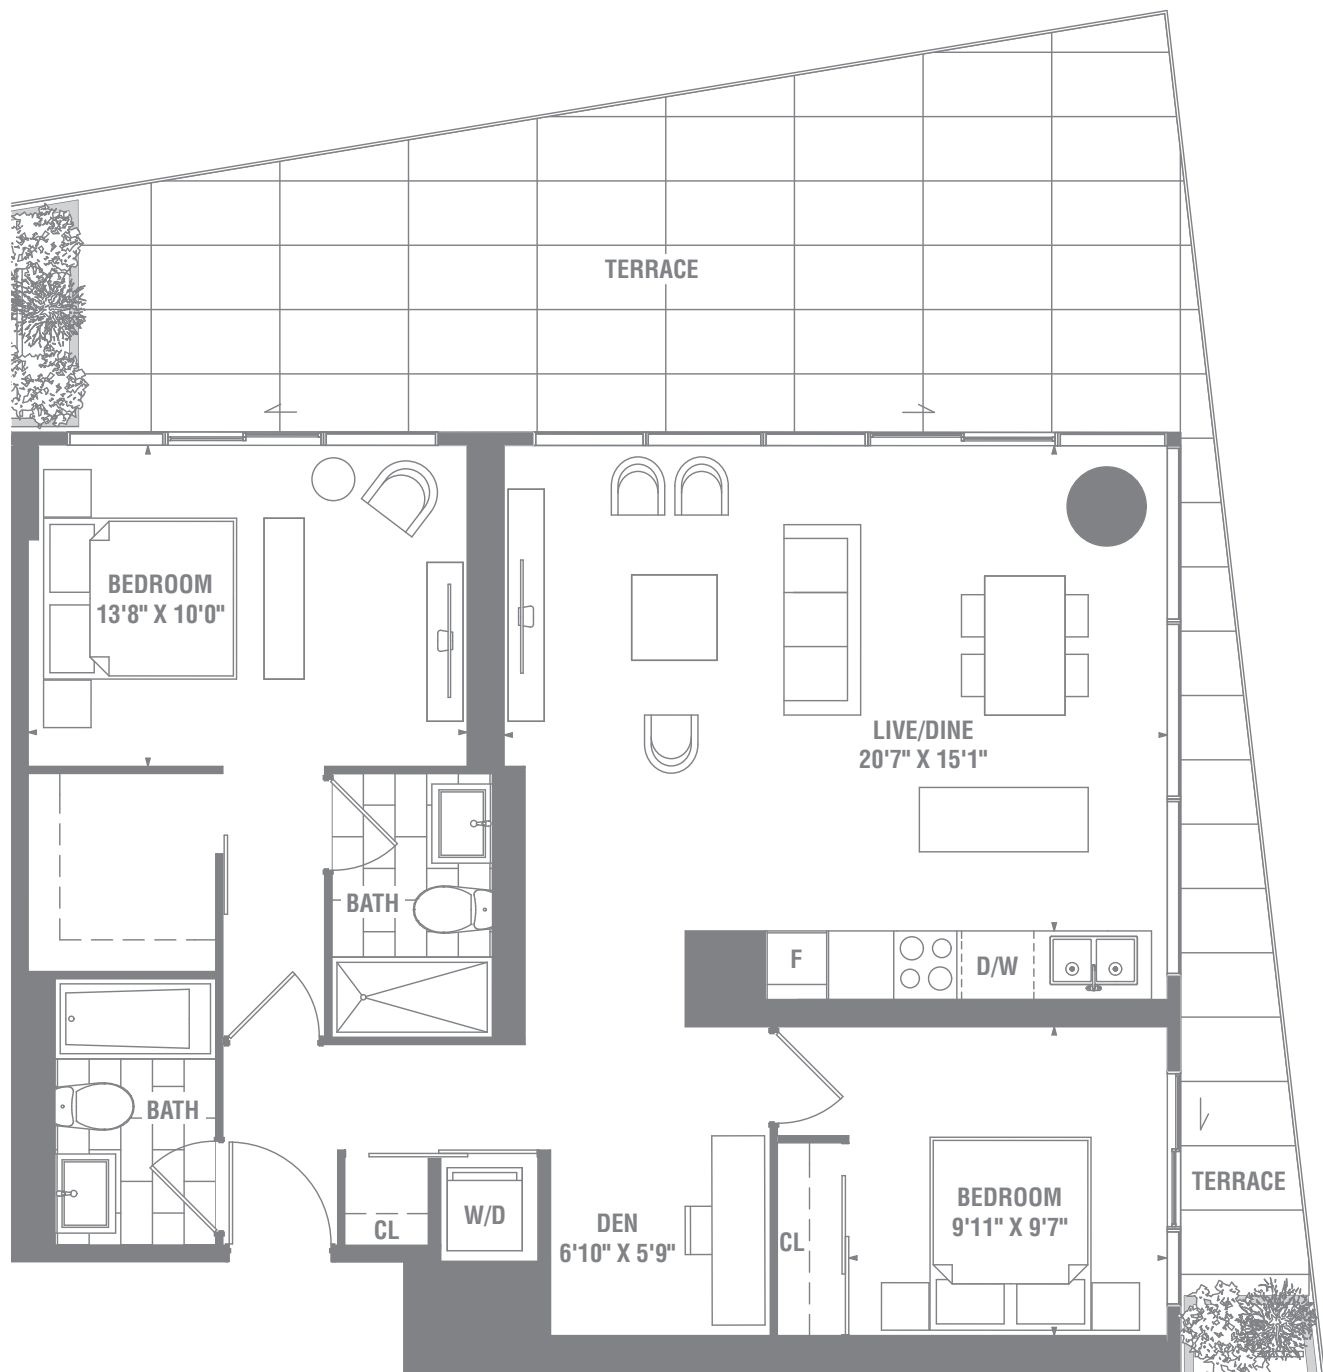 TERRACE
BEDROOM
13'8" X 10'0"
LIVE/DINE
20'7" X 15'1"
BATH
F
D/W
BATH
TERRACE
BEDROOM
9'11" X 9'7"
W/D
CL
DEN
6'10" X 5'9"
CL